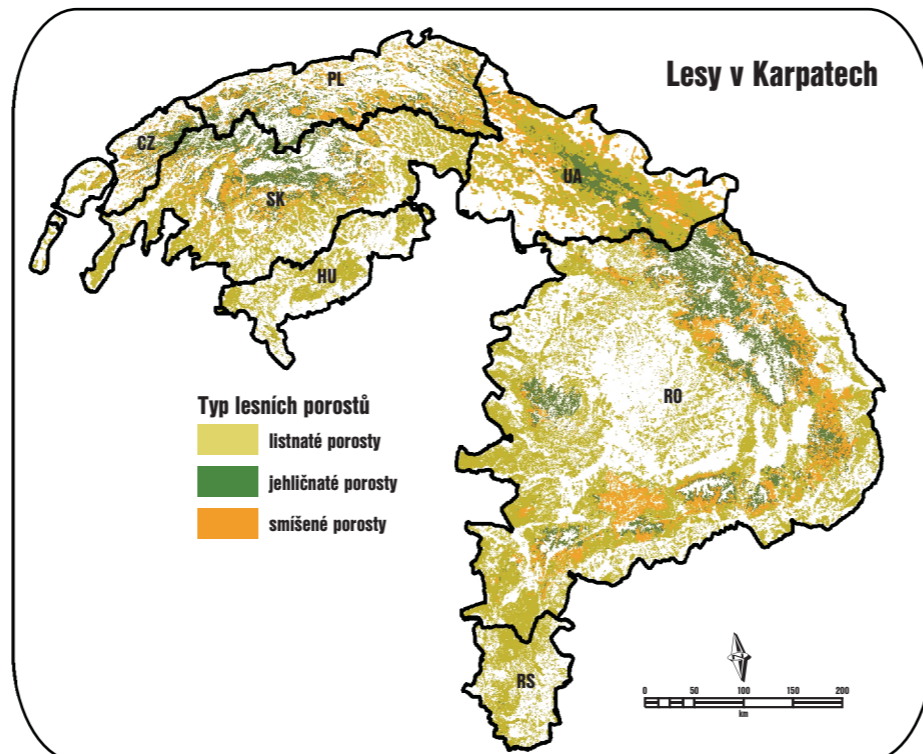 Lesy v Karpatech
PL
CZ
SK
UA
HU
RO
RS
Typ lesních porostů
listnaté porosty
jehličnaté porosty
smíšené porosty
0 50 100 150 200
km